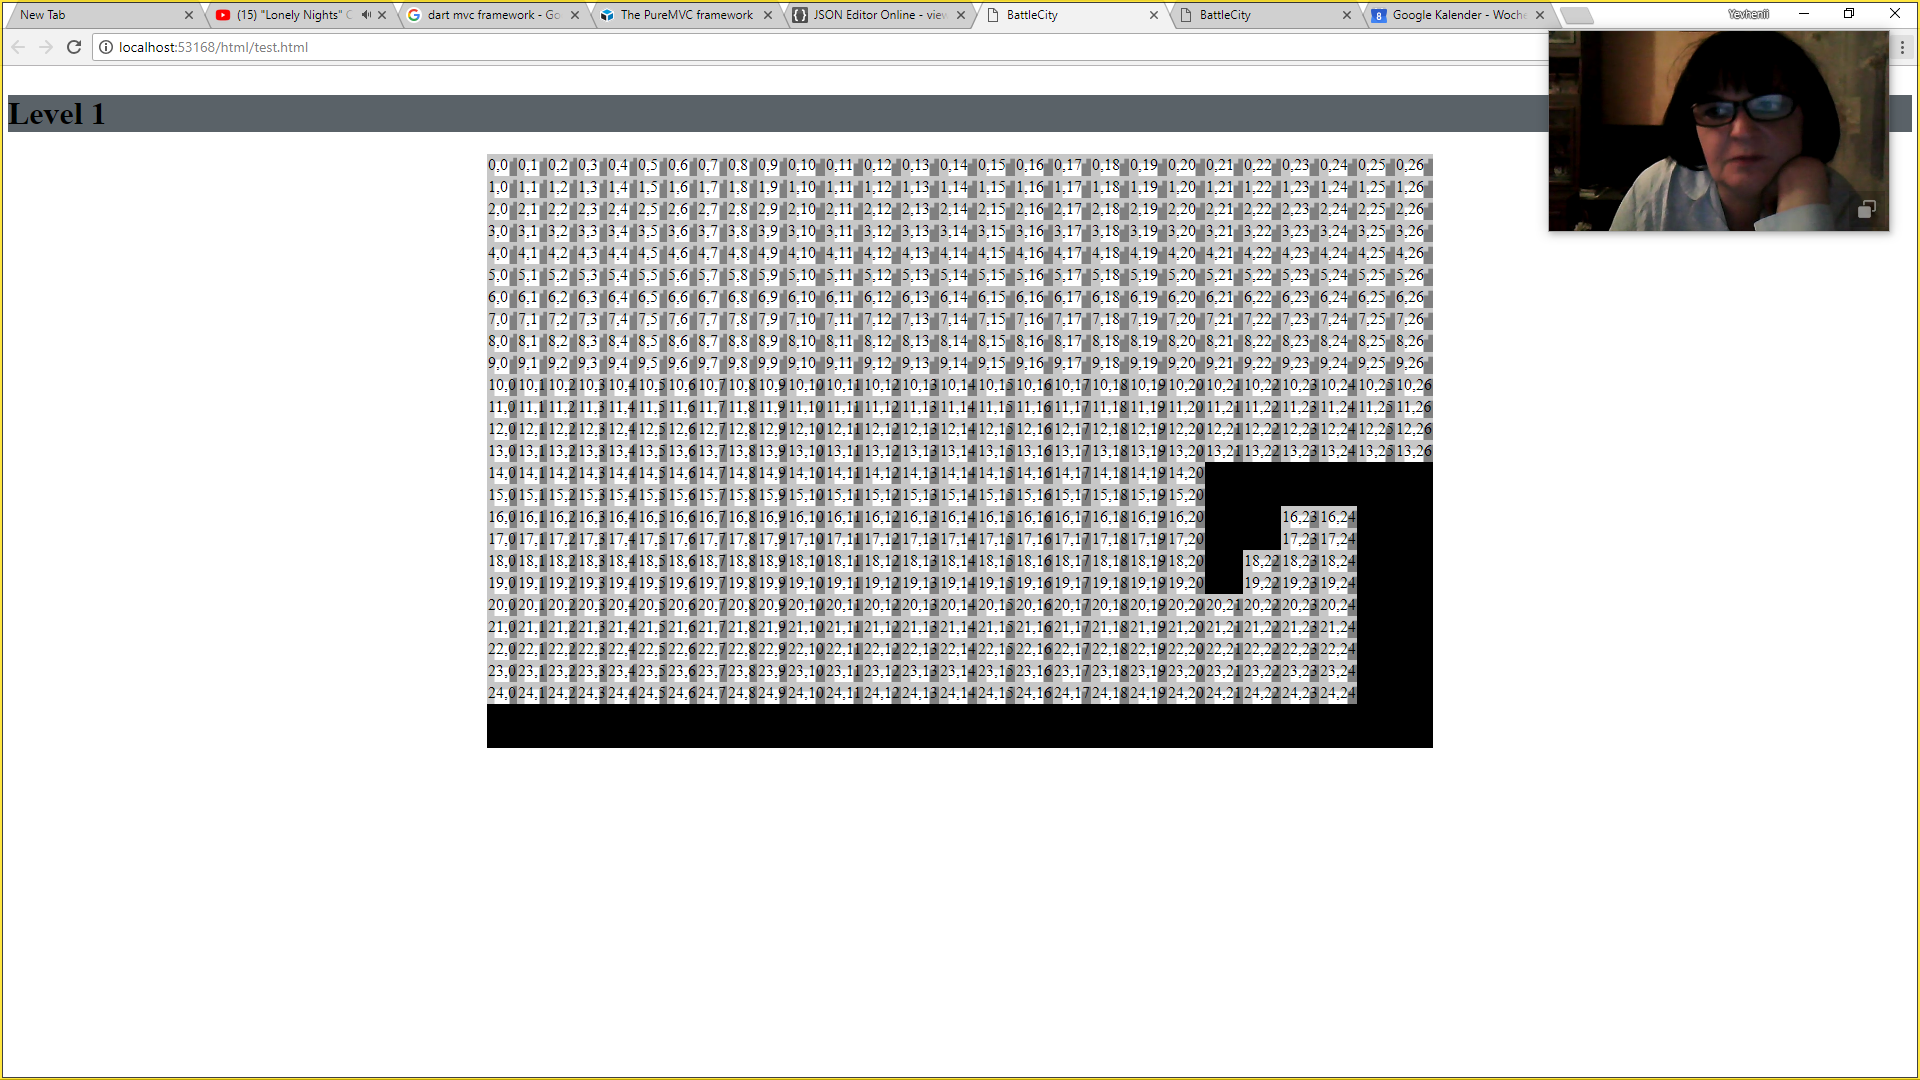 New Tab
(15) "Lonely Nights"
dart mvc framework - Go
The PureMVC framework
JSON Editor Online - view
BattleCity
BattleCity
8 Google Kalender - Woche
Yevhenii
localhost:53168/html/test.html
Level 1
0,0 0,1 0,2 0,3 0,4 0,5 0,6 0,7 0,8 0,9 0,10 0,11 0,12 0,13 0,14 0,15 0,16 0,17 0,18 0,19 0,20 0,21 0,22 0,23 0,24 0,25 0,26
1,0 1,1 1,2 1,3 1,4 1,5 1,6 1,7 1,8 1,9 1,10 1,11 1,12 1,13 1,14 1,15 1,16 1,17 1,18 1,19 1,20 1,21 1,22 1,23 1,24 1,25 1,26
2,0 2,1 2,2 2,3 2,4 2,5 2,6 2,7 2,8 2,9 2,10 2,11 2,12 2,13 2,14 2,15 2,16 2,17 2,18 2,19 2,20 2,21 2,22 2,23 2,24 2,25 2,26
3,0 3,1 3,2 3,3 3,4 3,5 3,6 3,7 3,8 3,9 3,10 3,11 3,12 3,13 3,14 3,15 3,16 3,17 3,18 3,19 3,20 3,21 3,22 3,23 3,24 3,25 3,26
4,0 4,1 4,2 4,3 4,4 4,5 4,6 4,7 4,8 4,9 4,10 4,11 4,12 4,13 4,14 4,15 4,16 4,17 4,18 4,19 4,20 4,21 4,22 4,23 4,24 4,25 4,26
5,0 5,1 5,2 5,3 5,4 5,5 5,6 5,7 5,8 5,9 5,10 5,11 5,12 5,13 5,14 5,15 5,16 5,17 5,18 5,19 5,20 5,21 5,22 5,23 5,24 5,25 5,26
6,0 6,1 6,2 6,3 6,4 6,5 6,6 6,7 6,8 6,9 6,10 6,11 6,12 6,13 6,14 6,15 6,16 6,17 6,18 6,19 6,20 6,21 6,22 6,23 6,24 6,25 6,26
7,0 7,1 7,2 7,3 7,4 7,5 7,6 7,7 7,8 7,9 7,10 7,11 7,12 7,13 7,14 7,15 7,16 7,17 7,18 7,19 7,20 7,21 7,22 7,23 7,24 7,25 7,26
8,0 8,1 8,2 8,3 8,4 8,5 8,6 8,7 8,8 8,9 8,10 8,11 8,12 8,13 8,14 8,15 8,16 8,17 8,18 8,19 8,20 8,21 8,22 8,23 8,24 8,25 8,26
9,0 9,1 9,2 9,3 9,4 9,5 9,6 9,7 9,8 9,9 9,10 9,11 9,12 9,13 9,14 9,15 9,16 9,17 9,18 9,19 9,20 9,21 9,22 9,23 9,24 9,25 9,26
10,0 10,1 10,2 10,3 10,4 10,5 10,6 10,7 10,8 10,9 10,10 10,11 10,12 10,13 10,14 10,15 10,16 10,17 10,18 10,19 10,20 10,21 10,22 10,23 10,24 10,25 10,26
11,0 11,1 11,2 11,3 11,4 11,5 11,6 11,7 11,8 11,9 11,10 11,11 11,12 11,13 11,14 11,15 11,16 11,17 11,18 11,19 11,20 11,21 11,22 11,23 11,24 11,25 11,26
12,0 12,1 12,2 12,3 12,4 12,5 12,6 12,7 12,8 12,9 12,10 12,11 12,12 12,13 12,14 12,15 12,16 12,17 12,18 12,19 12,20 12,21 12,22 12,23 12,24 12,25 12,26
13,0 13,1 13,2 13,3 13,4 13,5 13,6 13,7 13,8 13,9 13,10 13,11 13,12 13,13 13,14 13,15 13,16 13,17 13,18 13,19 13,20 13,21 13,22 13,23 13,24 13,25 13,26
14,0 14,1 14,2 14,3 14,4 14,5 14,6 14,7 14,8 14,9 14,10 14,11 14,12 14,13 14,14 14,15 14,16 14,17 14,18 14,19 14,20
15,0 15,1 15,2 15,3 15,4 15,5 15,6 15,7 15,8 15,9 15,10 15,11 15,12 15,13 15,14 15,15 15,16 15,17 15,18 15,19 15,20
16,0 16,1 16,2 16,3 16,4 16,5 16,6 16,7 16,8 16,9 16,10 16,11 16,12 16,13 16,14 16,15 16,16 16,17 16,18 16,19 16,20 16,23 16,24
17,0 17,1 17,2 17,3 17,4 17,5 17,6 17,7 17,8 17,9 17,10 17,11 17,12 17,13 17,14 17,15 17,16 17,17 17,18 17,19 17,20 17,23 17,24
18,0 18,1 18,2 18,3 18,4 18,5 18,6 18,7 18,8 18,9 18,10 18,11 18,12 18,13 18,14 18,15 18,16 18,17 18,18 18,19 18,20 18,22 18,23 18,24
19,0 19,1 19,2 19,3 19,4 19,5 19,6 19,7 19,8 19,9 19,10 19,11 19,12 19,13 19,14 19,15 19,16 19,17 19,18 19,19 19,20 19,22 19,23 19,24
20,0 20,1 20,2 20,3 20,4 20,5 20,6 20,7 20,8 20,9 20,10 20,11 20,12 20,13 20,14 20,15 20,16 20,17 20,18 20,19 20,20 20,21 20,22 20,23 20,24
21,0 21,1 21,2 21,3 21,4 21,5 21,6 21,7 21,8 21,9 21,10 21,11 21,12 21,13 21,14 21,15 21,16 21,17 21,18 21,19 21,20 21,21 21,22 21,23 21,24
22,0 22,1 22,2 22,3 22,4 22,5 22,6 22,7 22,8 22,9 22,10 22,11 22,12 22,13 22,14 22,15 22,16 22,17 22,18 22,19 22,20 22,21 22,22 22,23 22,24
23,0 23,1 23,2 23,3 23,4 23,5 23,6 23,7 23,8 23,9 23,10 23,11 23,12 23,13 23,14 23,15 23,16 23,17 23,18 23,19 23,20 23,21 23,22 23,23 23,24
24,0 24,1 24,2 24,3 24,4 24,5 24,6 24,7 24,8 24,9 24,10 24,11 24,12 24,13 24,14 24,15 24,16 24,17 24,18 24,19 24,20 24,21 24,22 24,23 24,24